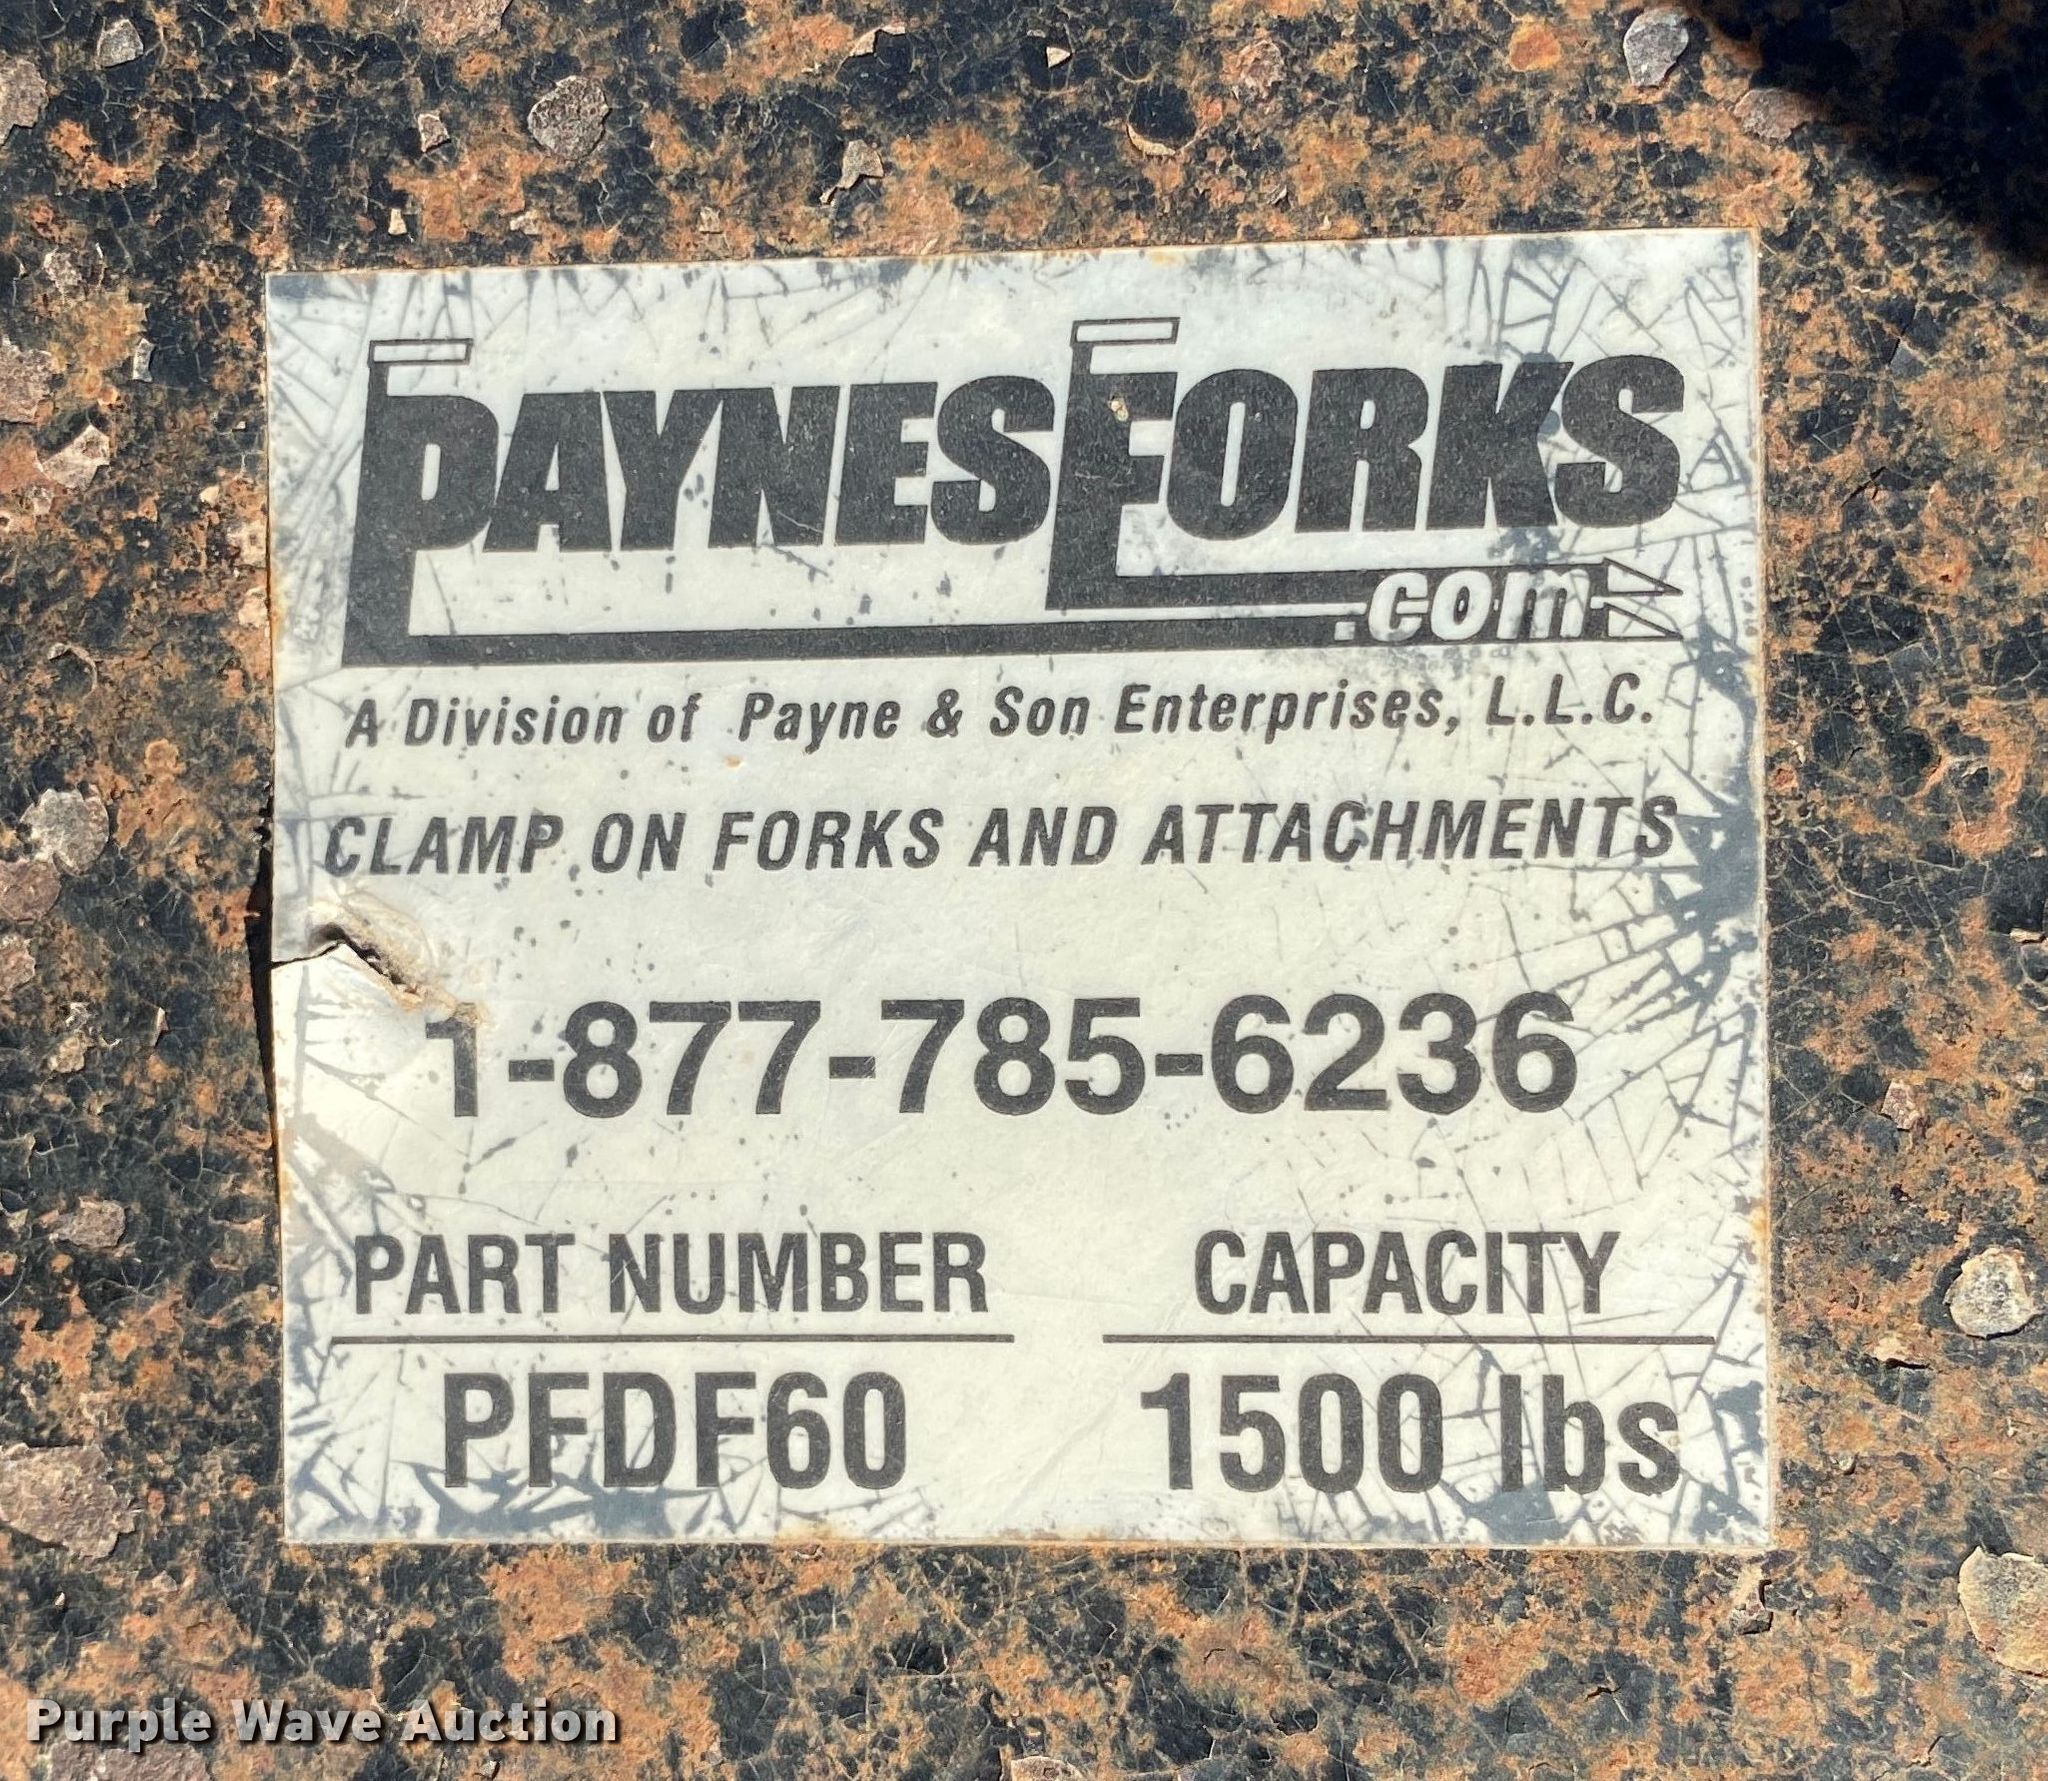 PAYNESFORKS
.com
A Division of Payne & Son Enterprises, L.L.C.
CLAMP ON FORKS AND ATTACHMENTS
1-877-785-6236
PART NUMBER CAPACITY
PFDF60 1500 lbs
Purple Wave Auction